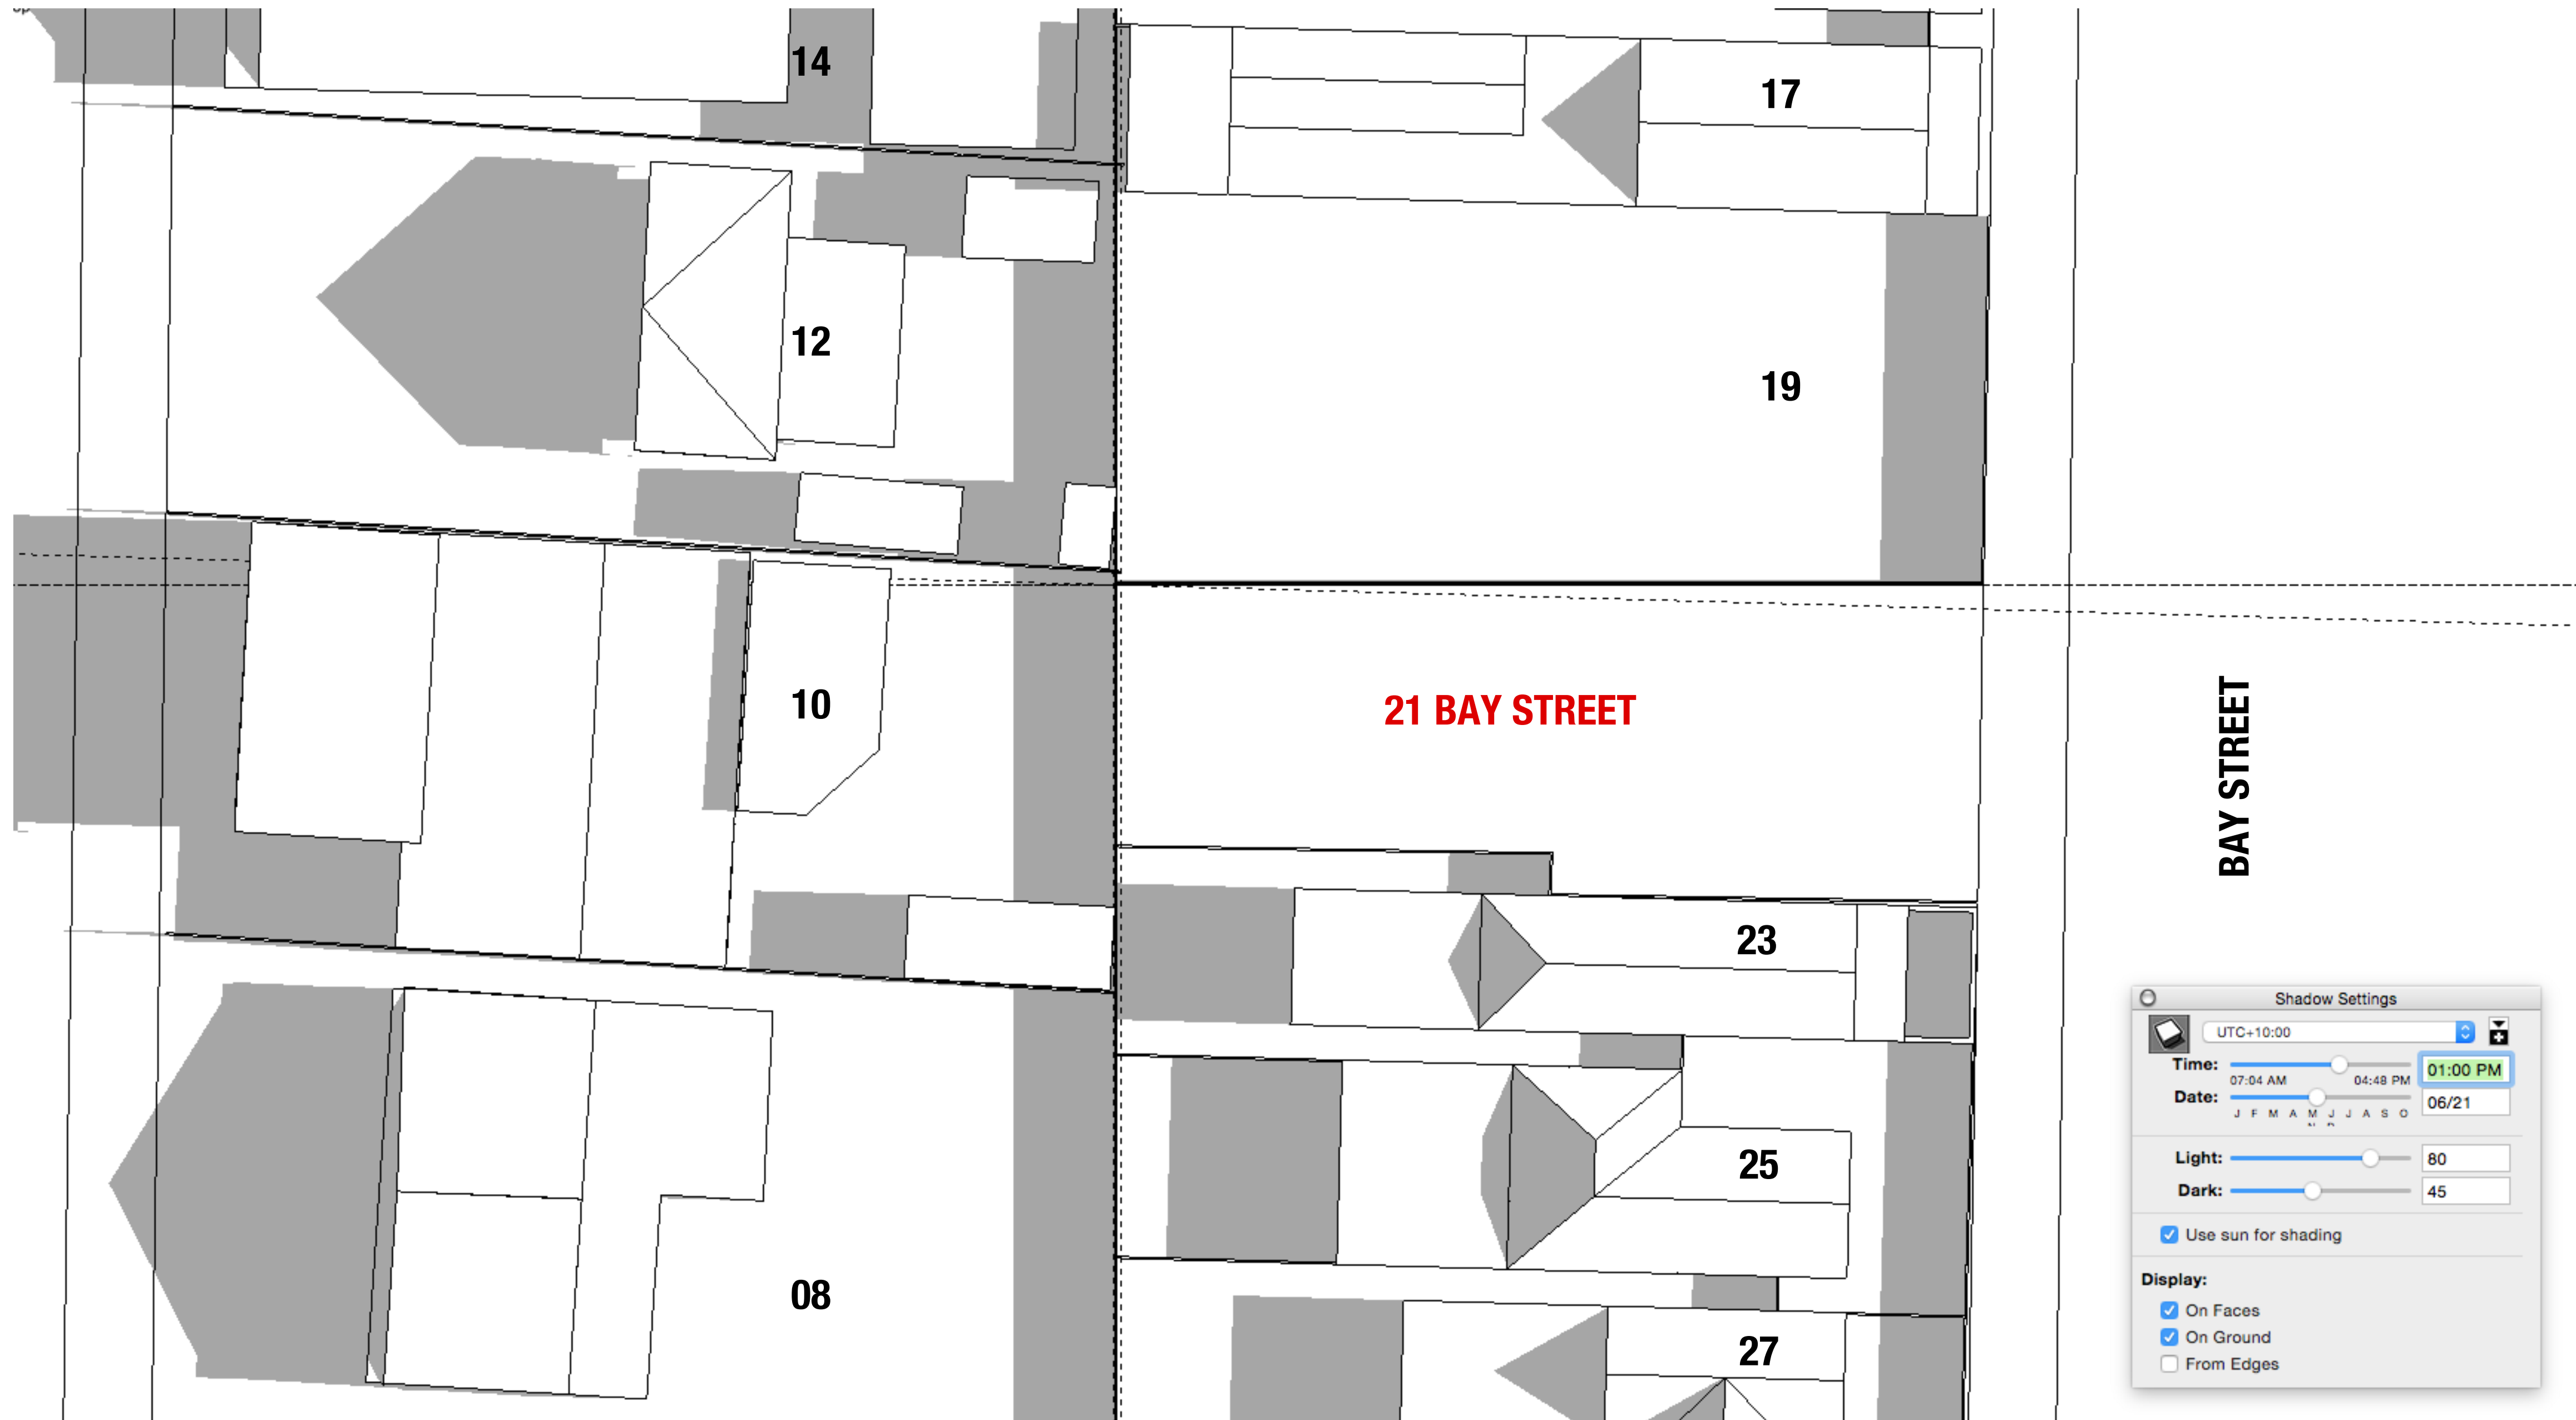 14
17
12
19
10
21 BAY STREET
BAY STREET
23
25
08
27
Shadow Settings
UTC+10:00
Time:
07:04 AM
04:48 PM
01:00 PM
Date:
J F M A M J J A S O
06/21
Light:
80
Dark:
45
Use sun for shading
Display:
On Faces
On Ground
From Edges